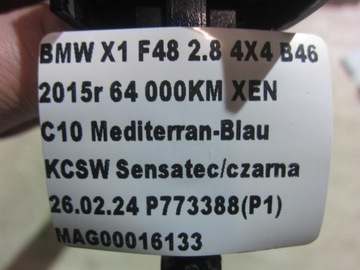 BMW X1 F48 2.8 4X4 B46
2015r 64 000KM XEN
C10 Mediterran-Blau
KCSW Sensatec/czarna
26.02.24 P773388(P1)
MAG00016133